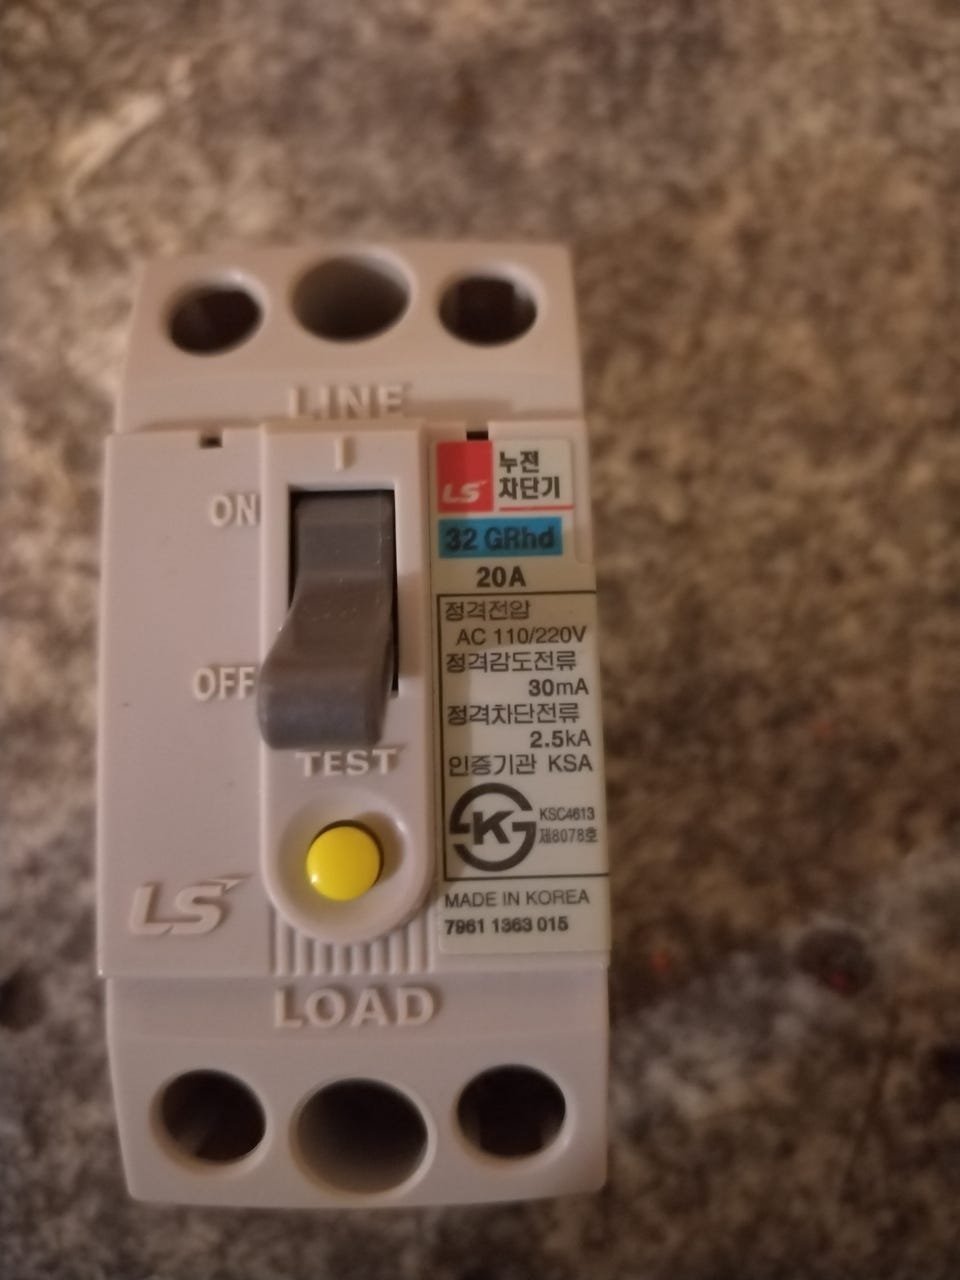 LINE
I
ON
OFF
TEST
LS
LOAD
LS 누전
차단기
32 GRhd
20A
정격전압
AC 110/220V
정격감도전류
30mA
정격차단전류
2.5kA
인증기관 KSA
KS
KSC4613
제8078호
MADE IN KOREA
7961 1363 015